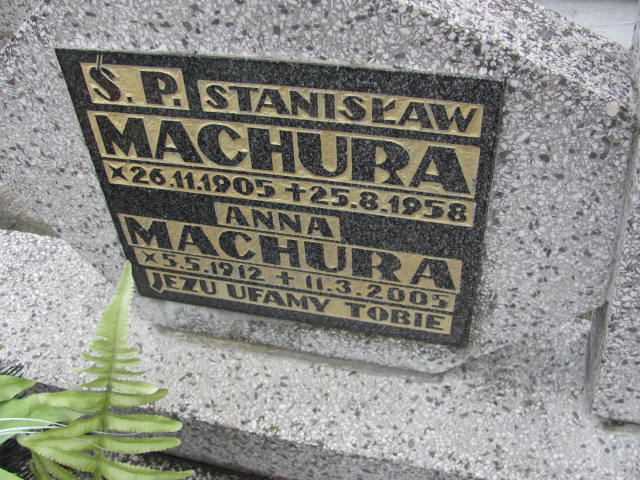 Ś. P. STANISŁAW
MACHURA
×26.11.1905 +25.8.1958
ANNA
MACHURA
×5.5.1912 +11.3.2005
JEZU UFAMY TOBIE